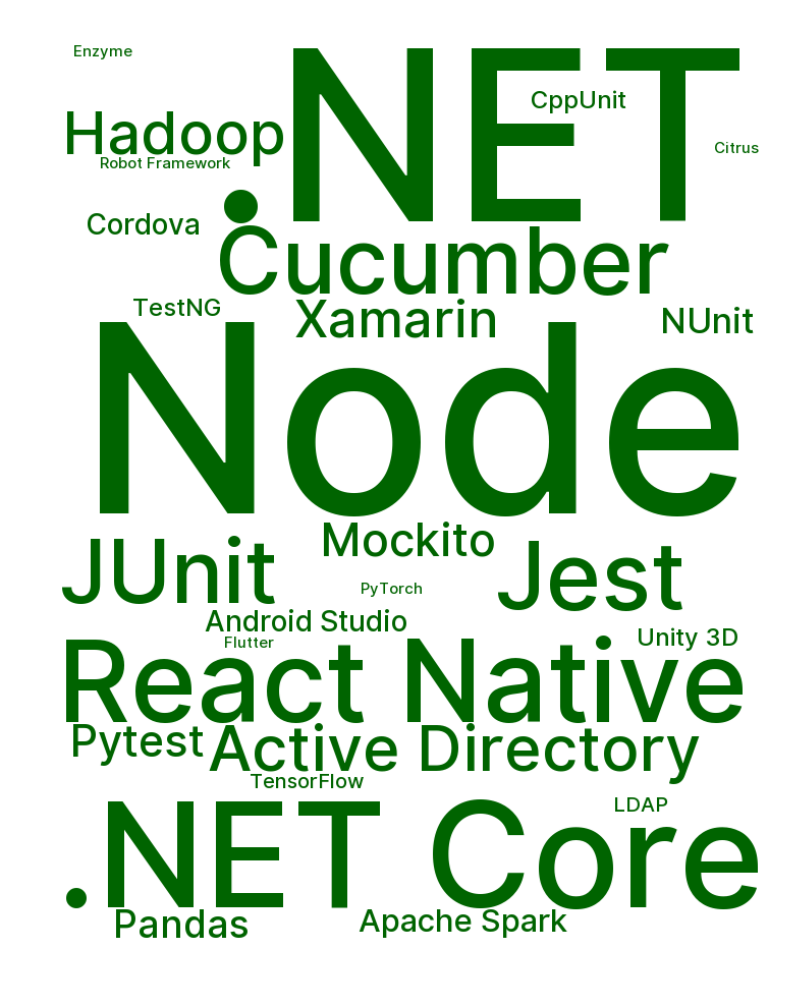 Enzyme
.NET
CppUnit
Hadoop
Citrus
Robot Framework
Cordova
Cucumber
TestNG
Xamarin
NUnit
Node
Mockito
JUnit
Jest
PyTorch
Android Studio
Flutter
Unity 3D
React Native
Pytest
Active Directory
TensorFlow
LDAP
.NET Core
Pandas
Apache Spark